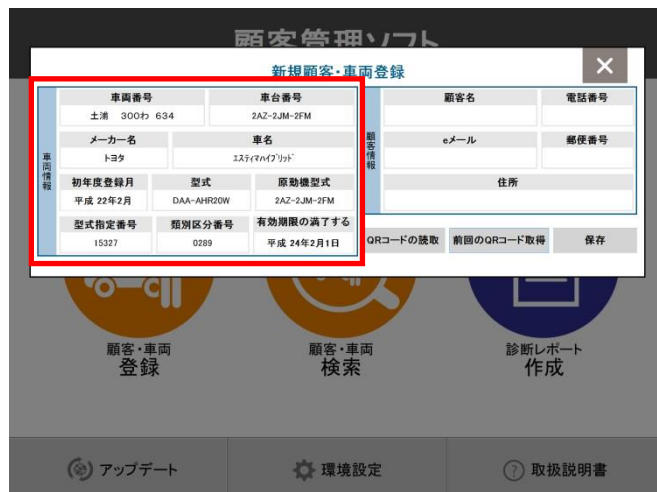 顧客管理ソフト
新規顧客・車両登録
×
車両情報
車両番号 車台番号
土浦 300わ 634 2AZ-2JM-2FM
メーカー名 車名
トヨタ エスティマハイブリッド
初年度登録月 型式 原動機型式
平成 22年2月 DAA-AHR20W 2AZ-2JM-2FM
型式指定番号 類別区分番号 有効期限の満了する
15327 0289 平成 24年2月1日
顧客情報
顧客名 電話番号
eメール 郵便番号
住所
QRコードの読取 前回のQRコード取得 保存
顧客・車両 顧客・車両 診断レポート
登録 検索 作成
アップデート 環境設定 ? 取扱説明書